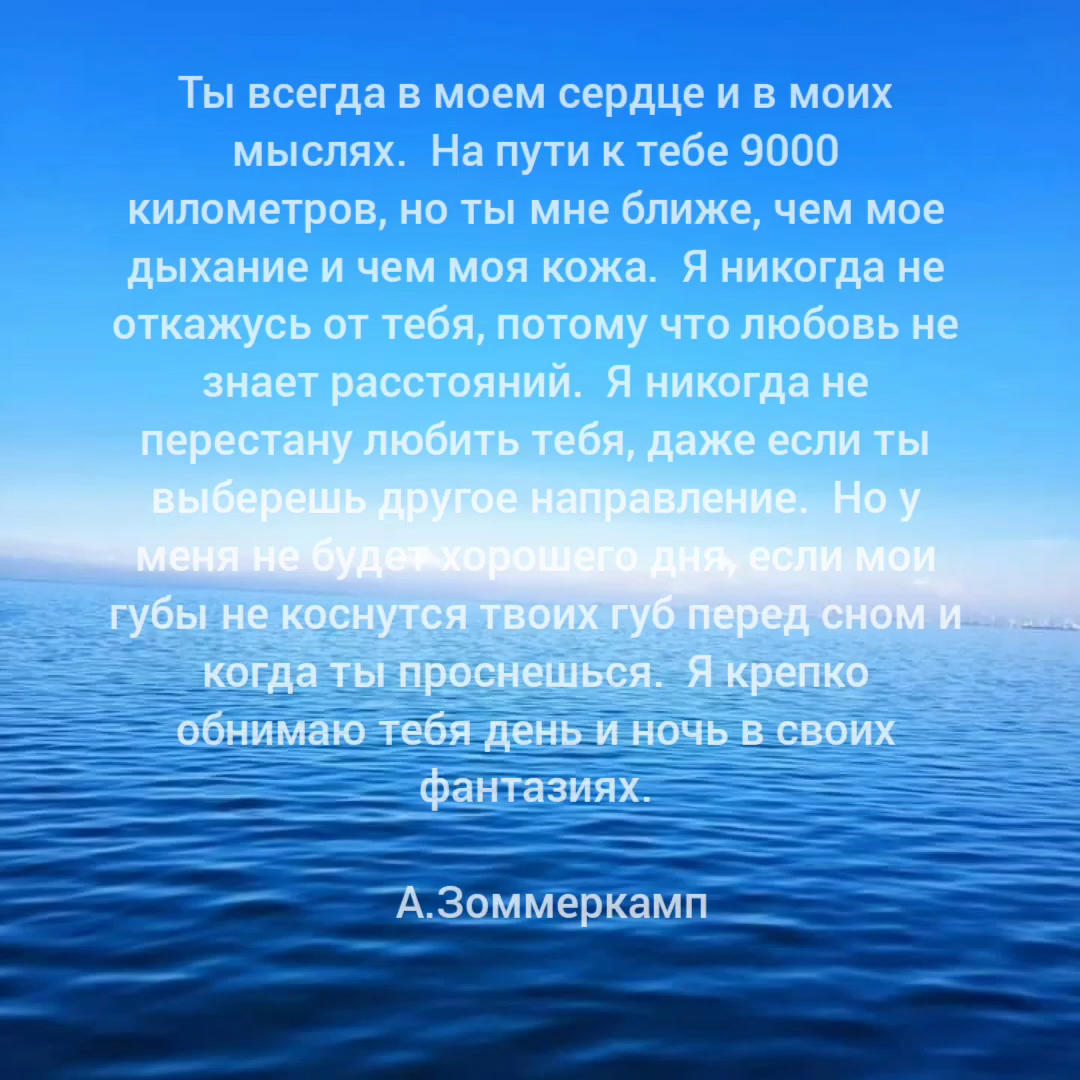 Ты всегда в моем сердце и в моих
мыслях.  На пути к тебе 9000
километров, но ты мне ближе, чем мое
дыхание и чем моя кожа.  Я никогда не
откажусь от тебя, потому что любовь не
знает расстояний.  Я никогда не
перестану любить тебя, даже если ты
выберешь другое направление.  Но у
меня не будет хорошего дня, если мои
губы не коснутся твоих губ перед сном и
когда ты проснешься.  Я крепко
обнимаю тебя день и ночь в своих
фантазиях.
А.Зоммеркамп